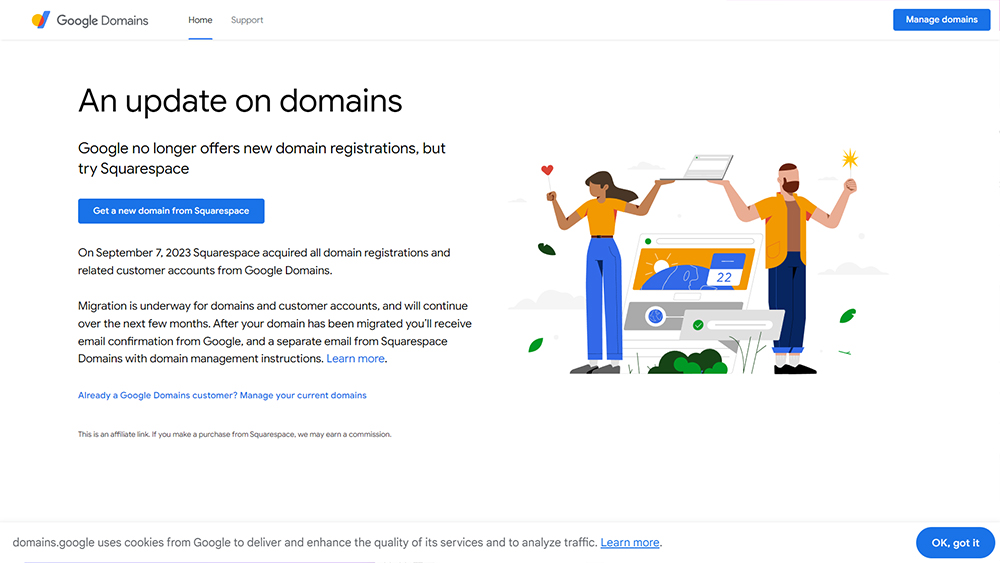 Google Domains
Home
Support
Manage domains
An update on domains
Google no longer offers new domain registrations, but
try Squarespace
Get a new domain from Squarespace
On September 7, 2023 Squarespace acquired all domain registrations and
related customer accounts from Google Domains.
Migration is underway for domains and customer accounts, and will continue
over the next few months. After your domain has been migrated you’ll receive
email confirmation from Google, and a separate email from Squarespace
Domains with domain management instructions. Learn more.
Already a Google Domains customer? Manage your current domains
This is an affiliate link. If you make a purchase from Squarespace, we may earn a commission.
22
domains.google uses cookies from Google to deliver and enhance the quality of its services and to analyze traffic. Learn more.
OK, got it